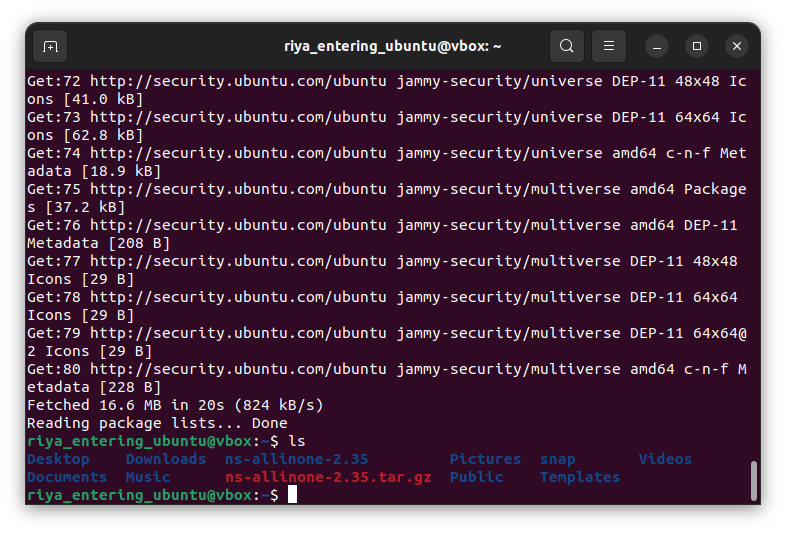 riya_entering_ubuntu@vbox: ~
Get:72 http://security.ubuntu.com/ubuntu jammy-security/universe DEP-11 48x48 Ic
ons [41.0 kB]
Get:73 http://security.ubuntu.com/ubuntu jammy-security/universe DEP-11 64x64 Ic
ons [62.8 kB]
Get:74 http://security.ubuntu.com/ubuntu jammy-security/universe amd64 c-n-f Met
adata [18.9 kB]
Get:75 http://security.ubuntu.com/ubuntu jammy-security/multiverse amd64 Package
s [37.2 kB]
Get:76 http://security.ubuntu.com/ubuntu jammy-security/multiverse amd64 DEP-11
Metadata [208 B]
Get:77 http://security.ubuntu.com/ubuntu jammy-security/multiverse DEP-11 48x48
Icons [29 B]
Get:78 http://security.ubuntu.com/ubuntu jammy-security/multiverse DEP-11 64x64
Icons [29 B]
Get:79 http://security.ubuntu.com/ubuntu jammy-security/multiverse DEP-11 64x64@
2 Icons [29 B]
Get:80 http://security.ubuntu.com/ubuntu jammy-security/multiverse amd64 c-n-f M
etadata [228 B]
Fetched 16.6 MB in 20s (824 kB/s)
Reading package lists... Done
riya_entering_ubuntu@vbox:~$ ls
Desktop    Downloads  ns-allinone-2.35         Pictures  snap       Videos
Documents  Music      ns-allinone-2.35.tar.gz  Public    Templates
riya_entering_ubuntu@vbox:~$